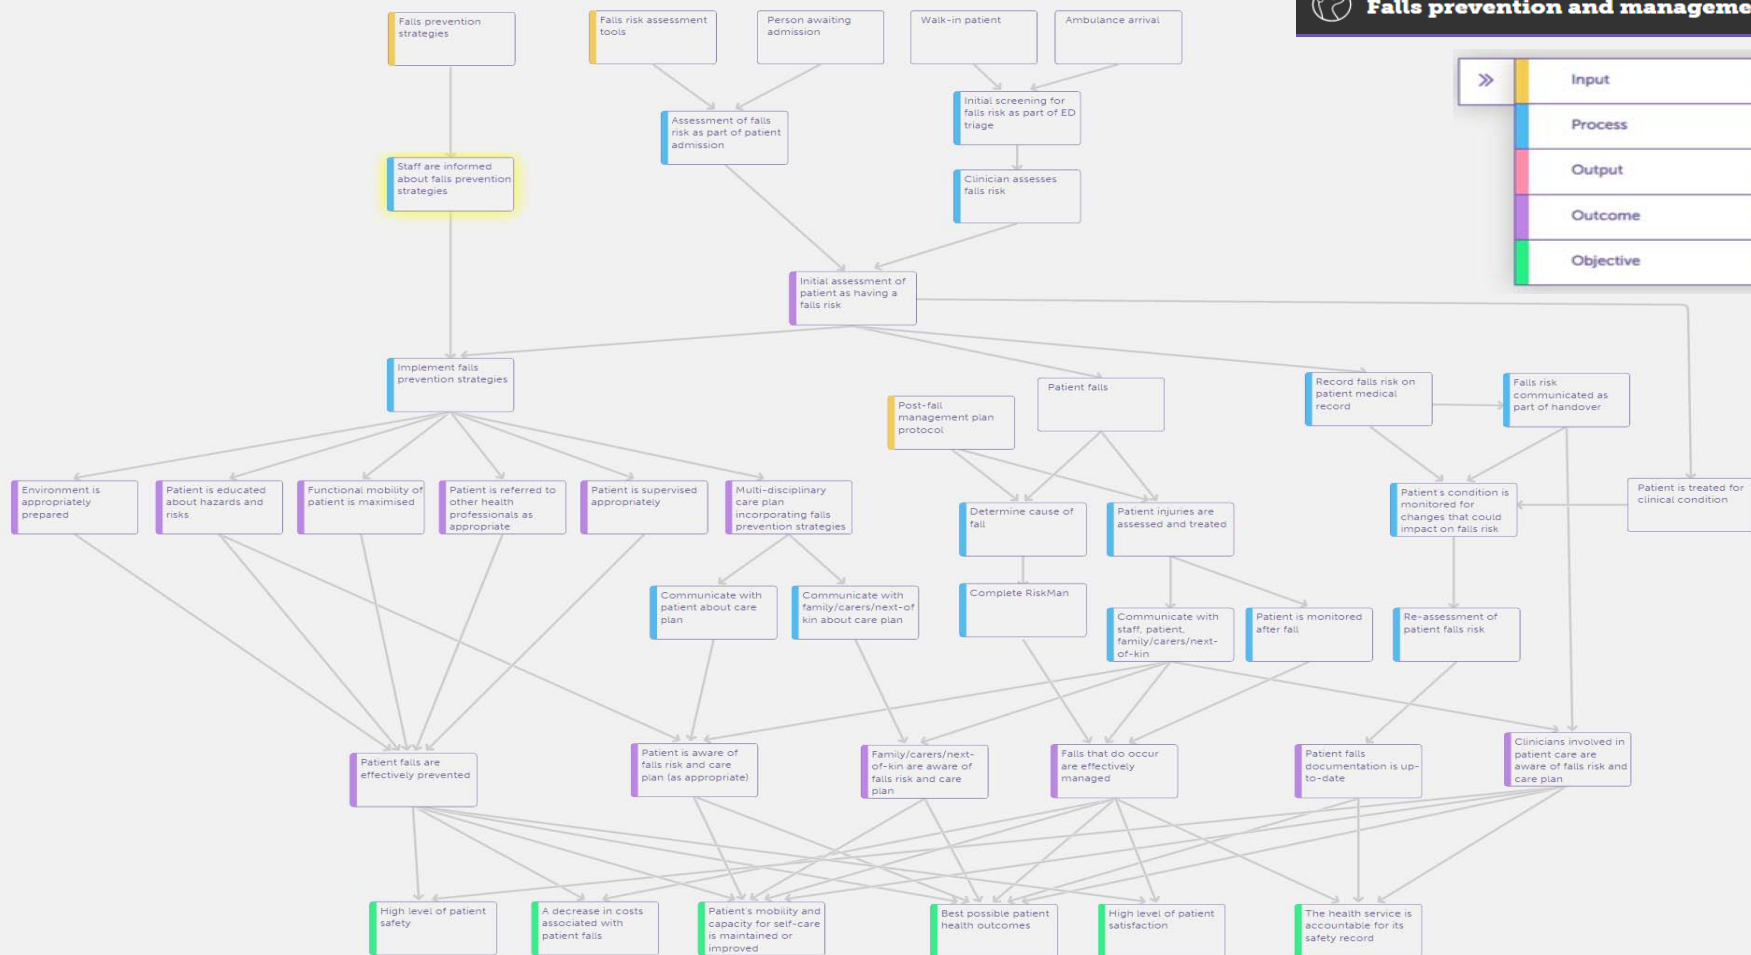 Falls prevention and manageme
Input
Process
Output
Outcome
Objective
Falls prevention
strategies
Falls risk assessment
tools
Person awaiting
admission
Walk-in patient
Ambulance arrival
Initial screening for
falls risk as part of ED
triage
Assessment of falls
risk as part of patient
admission
Staff are informed
about falls prevention
strategies
Clinician assesses
falls risk
Initial assessment of
patient as having a
falls risk
Implement falls
prevention strategies
Patient falls
Record falls risk on
patient medical
record
Falls risk
communicated as
part of handover
Post-fall
management plan
protocol
Environment is
appropriately
prepared
Patient is educated
about hazards and
risks
Functional mobility of
patient is maximised
Patient is referred to
other health
professionals as
appropriate
Patient is supervised
appropriately
Multi-disciplinary
care plan
incorporating falls
prevention strategies
Determine cause of
fall
Patient injuries are
assessed and treated
Patient's condition is
monitored for
changes that could
impact on falls risk
Patient is treated for
clinical condition
Communicate with
patient about care
plan
Communicate with
family/carers/next-of
kin about care plan
Complete RiskMan
Communicate with
staff, patient,
family/carers/next-
of-kin
Patient is monitored
after fall
Re-assessment of
patient falls risk
Patient falls are
effectively prevented
Patient is aware of
falls risk and care
plan (as appropriate)
Family/carers/next-
of-kin are aware of
falls risk and care
plan
Falls that do occur
are effectively
managed
Patient falls
documentation is up-
to-date
Clinicians involved in
patient care are
aware of falls risk and
care plan
High level of patient
safety
A decrease in costs
associated with
patient falls
Patient's mobility and
capacity for self-care
is maintained or
improved
Best possible patient
health outcomes
High level of patient
satisfaction
The health service is
accountable for its
safety record